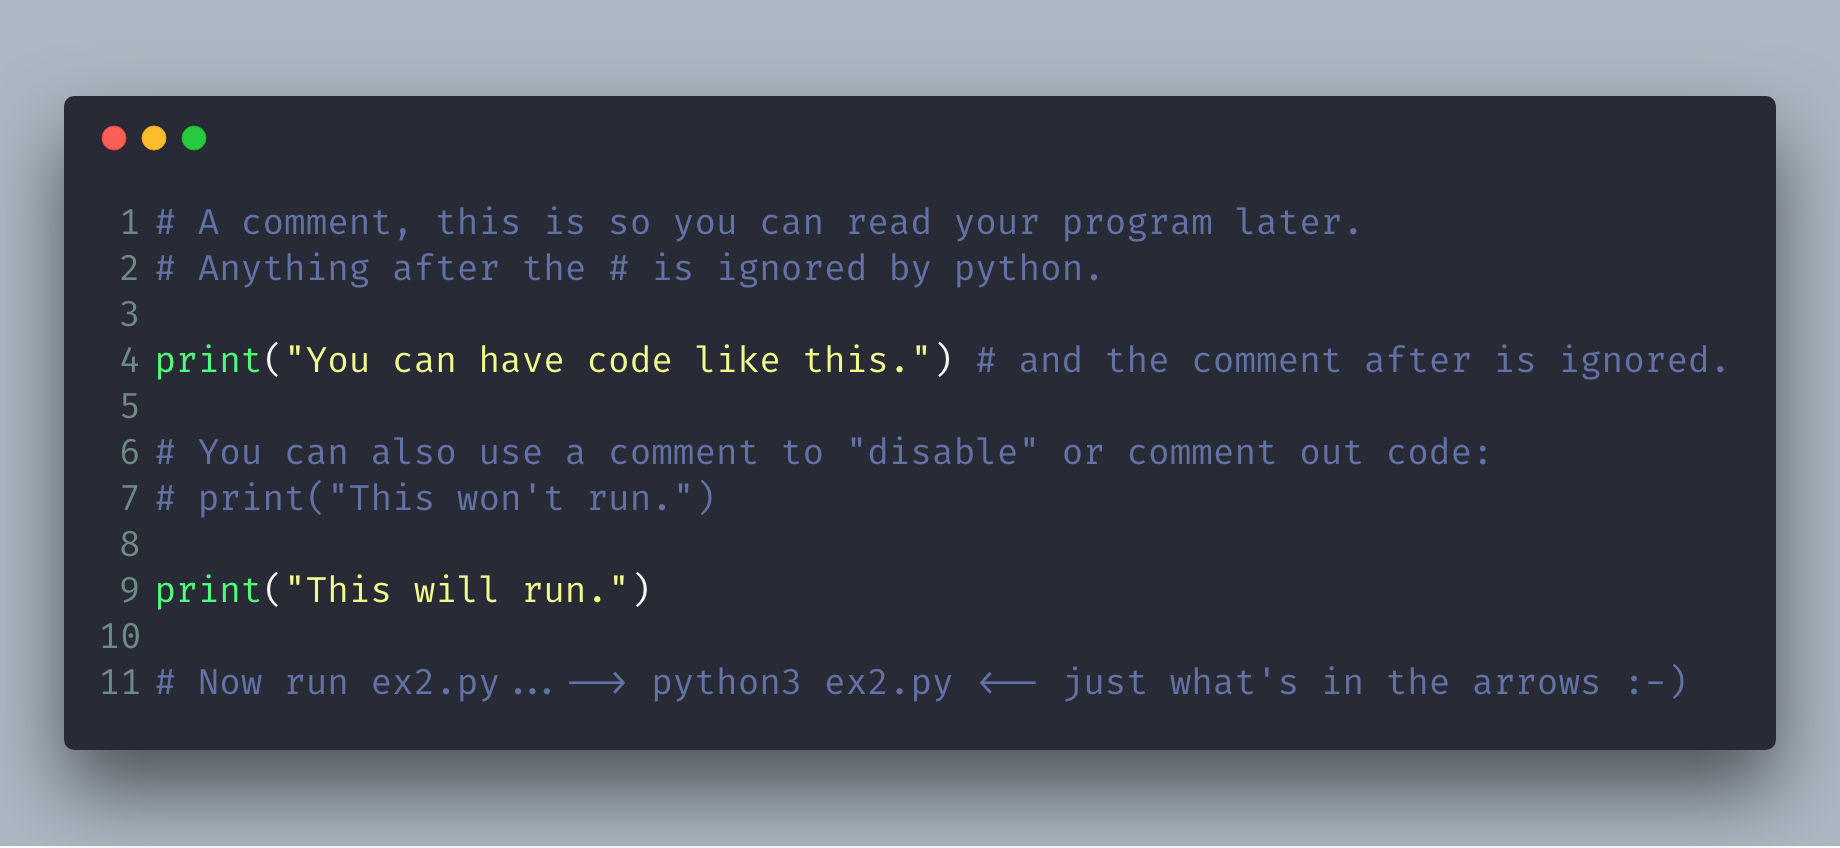 1 # A comment, this is so you can read your program later.
2 # Anything after the # is ignored by python.
3
4 print("You can have code like this.") # and the comment after is ignored.
5
6 # You can also use a comment to "disable" or comment out code:
7 # print("This won't run.")
8
9 print("This will run.")
10
11 # Now run ex2.py...--> python3 ex2.py <-- just what's in the arrows :-)